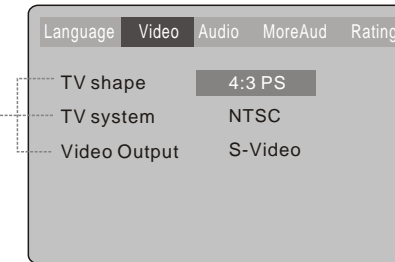 Language Video Audio MoreAud Rating
TV shape 4:3 PS
TV system NTSC
Video Output S-Video